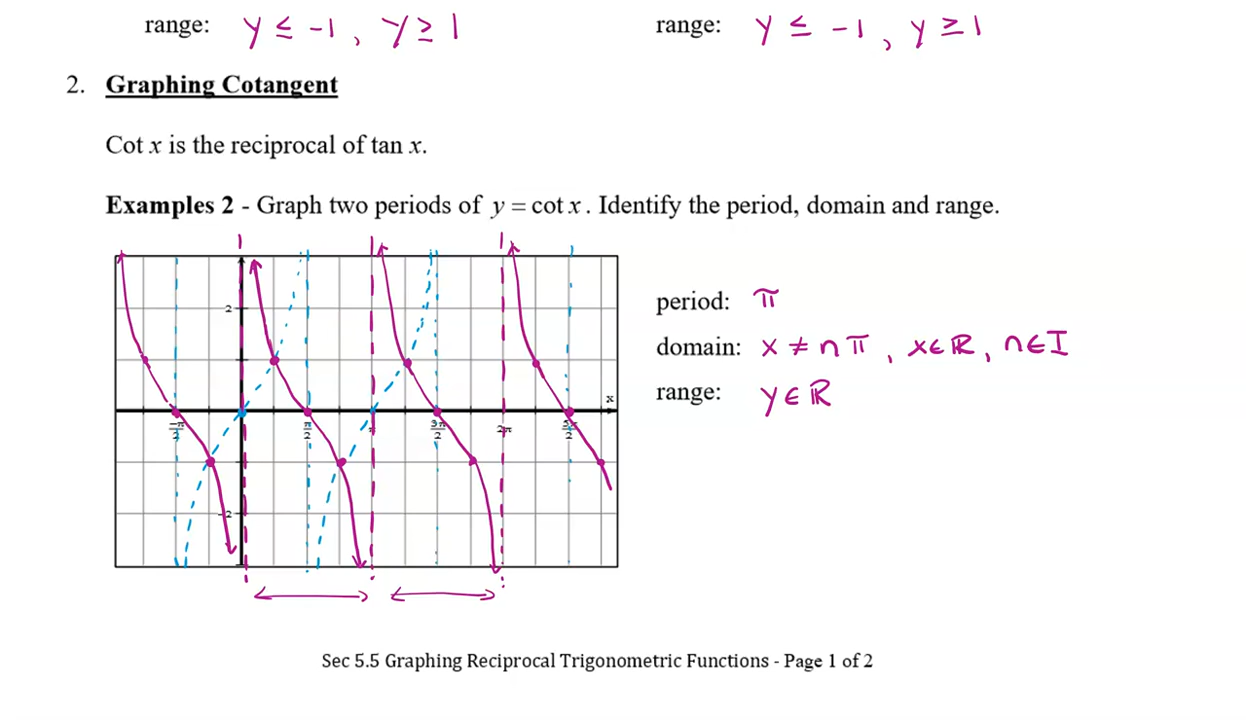 range: y ≤ -1, y ≥ 1 range: y ≤ -1, y ≥ 1
2. Graphing Cotangent
Cot x is the reciprocal of tan x.
Examples 2 - Graph two periods of y = cot x. Identify the period, domain and range.
2
period: π
domain: x ≠ nπ, x∈ℝ, n∈I
x
range: y∈ℝ
-π/2 π/2 3π/2 2π
-2
Sec 5.5 Graphing Reciprocal Trigonometric Functions - Page 1 of 2